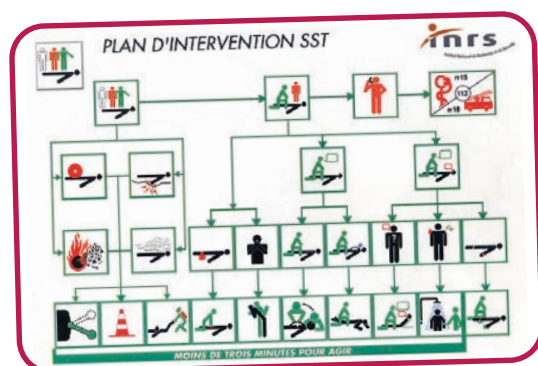 PLAN D'INTERVENTION SST
inrs
n°15
112
n°18
MOINS DE TROIS MINUTES POUR AGIR